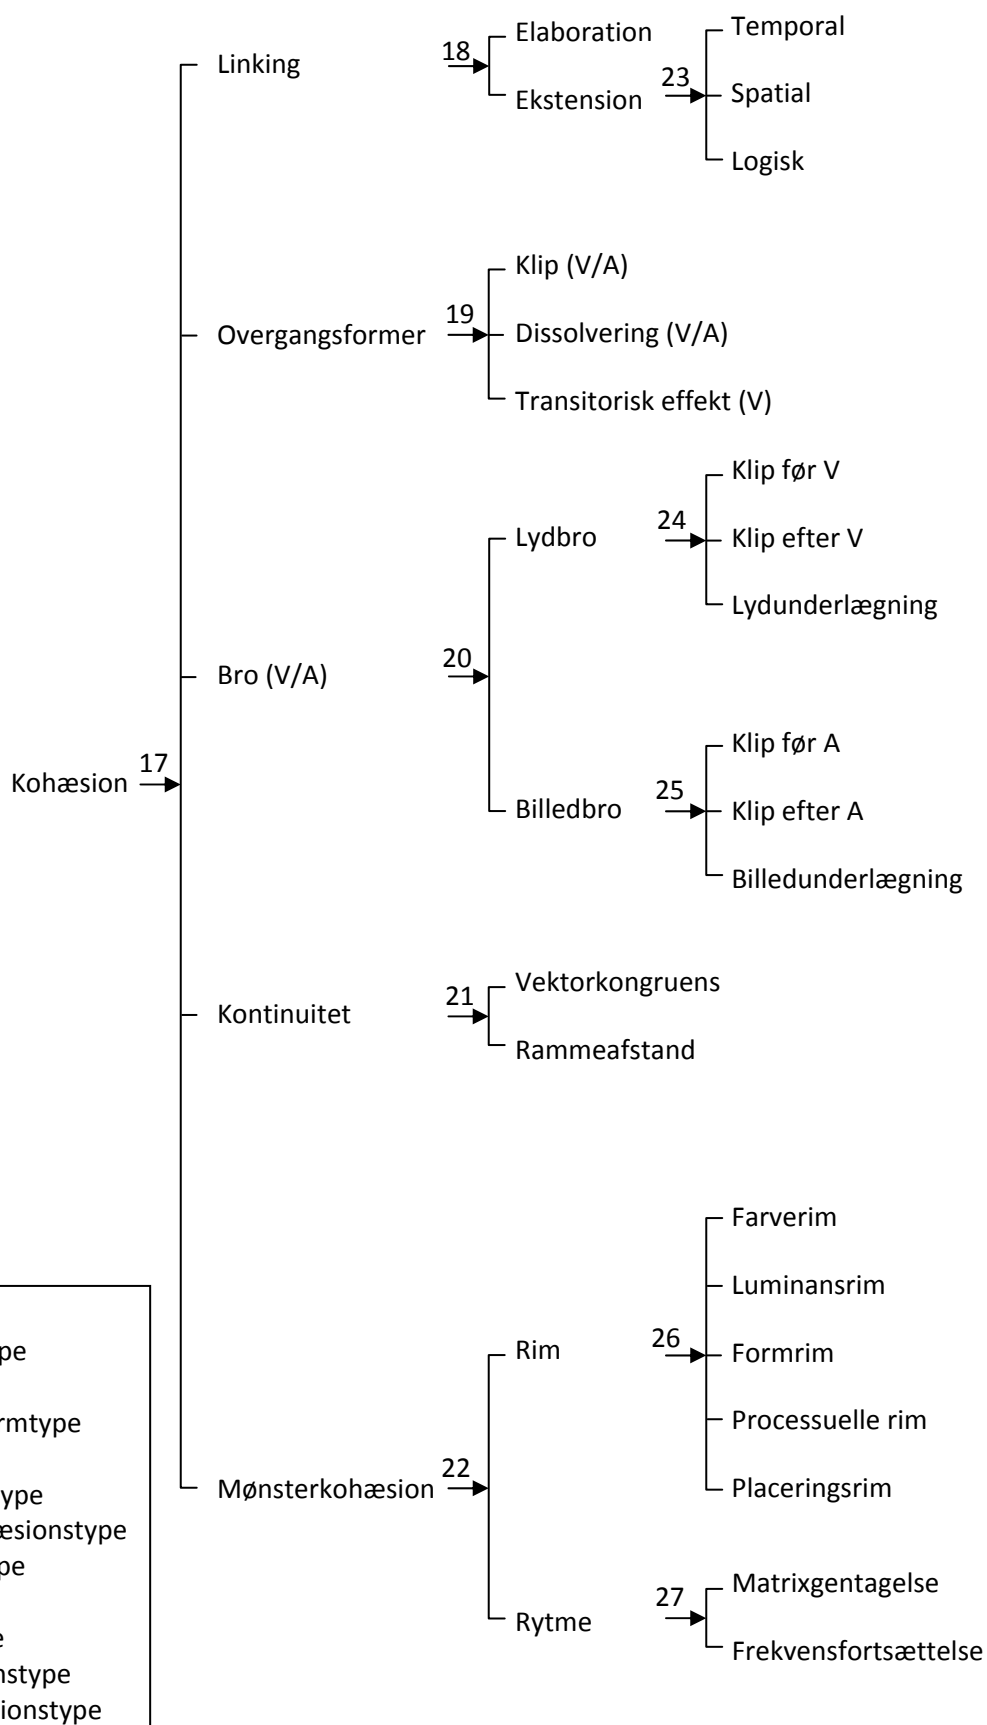 Temporal
Elaboration
18
Linking
23
Spatial
Ekstension
Logisk
Klip (V/A)
19
Overgangsformer
Dissolvering (V/A)
Transitorisk effekt (V)
Klip før V
24
Lydbro
Klip efter V
Lydunderlægning
20
Bro (V/A)
Klip før A
17
Kohæsion
25
Billedbro
Klip efter A
Billedunderlægning
Vektorkongruens
21
Kontinuitet
Rammeafstand
Farverim
Luminansrim
26
Rim
Formrim
Processuelle rim
22
Mønsterkohæsion
Placeringsrim
Matrixgentagelse
27
Rytme
Frekvensfortsættelse